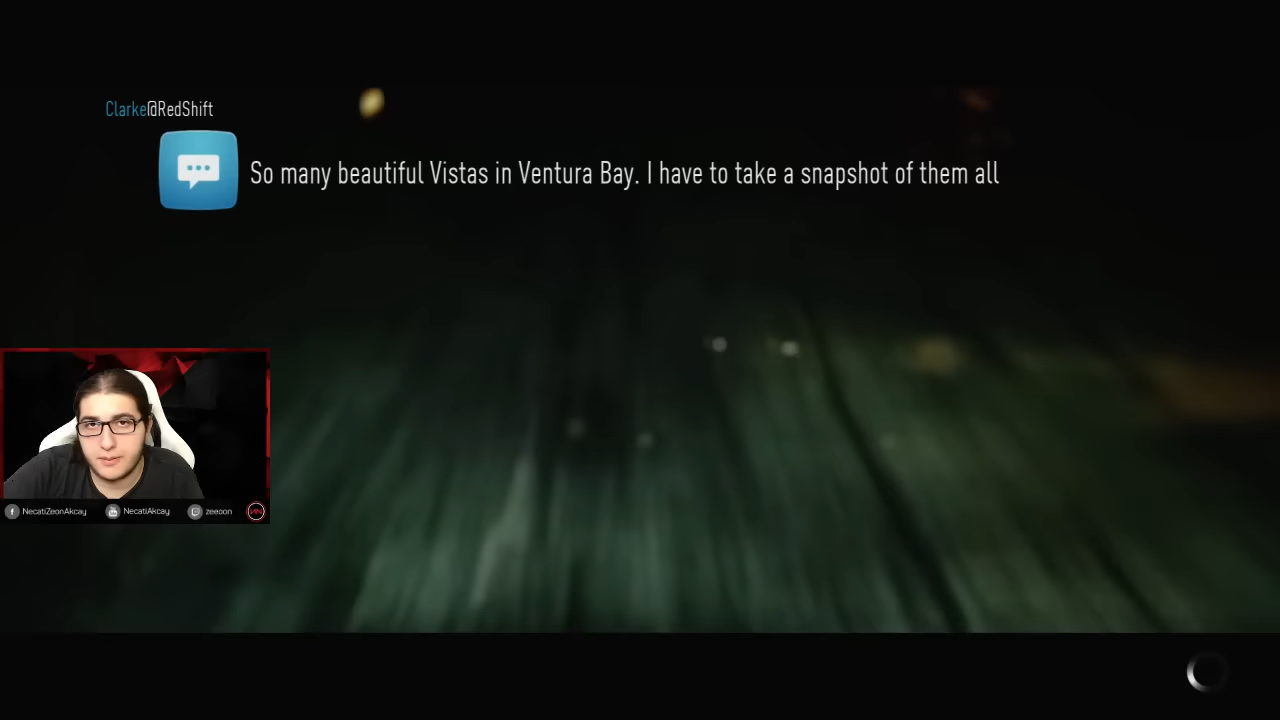 Clarke@RedShift
So many beautiful Vistas in Ventura Bay. I have to take a snapshot of them all
NecatiZeonAkcay NecatiAkcay zeeoon